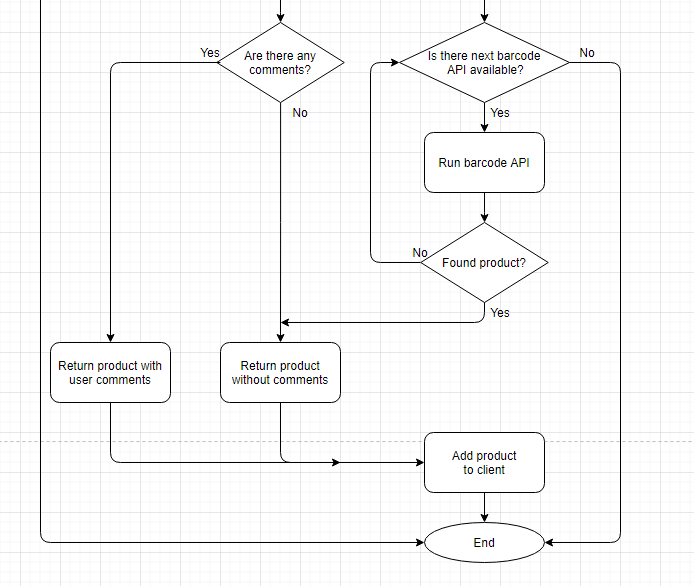 Yes
Are there any
comments?
No
Is there next barcode
API available?
No
Yes
Run barcode API
No
Found product?
Yes
Return product with
user comments
Return product
without comments
Add product
to client
End